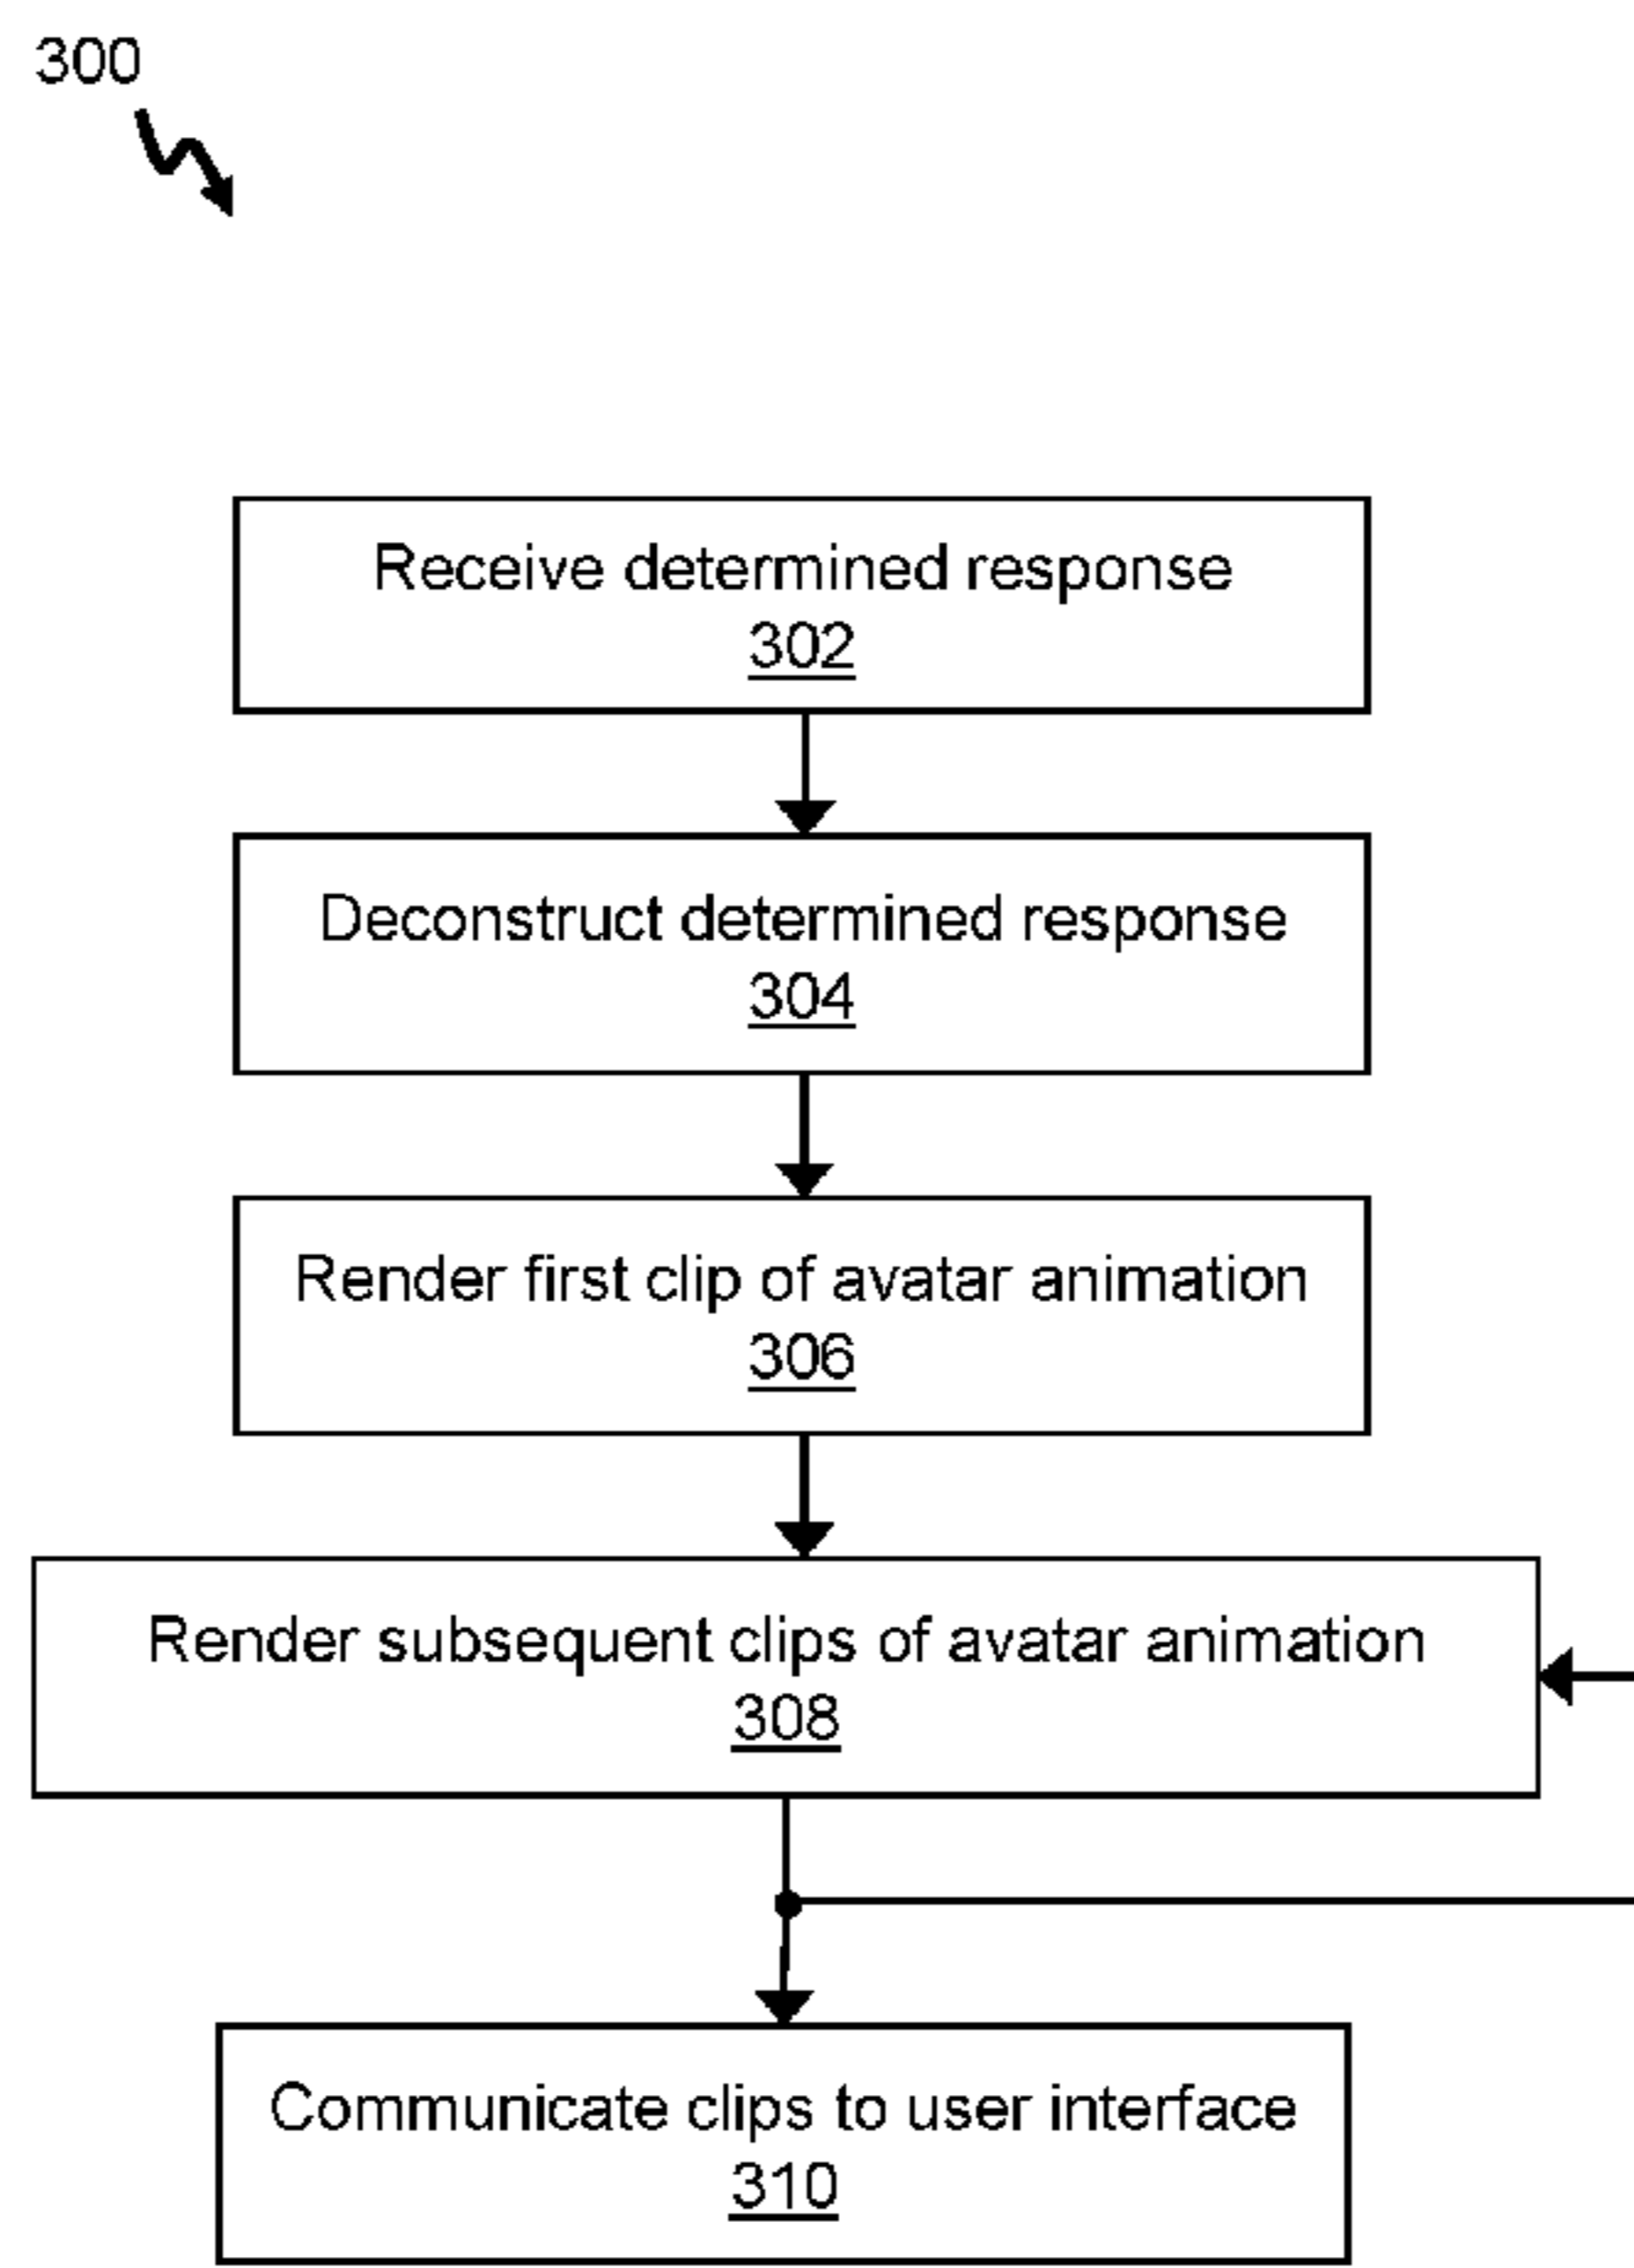 300
Receive determined response
302
Deconstruct determined response
304
Render first clip of avatar animation
306
Render subsequent clips of avatar animation
308
Communicate clips to user interface
310